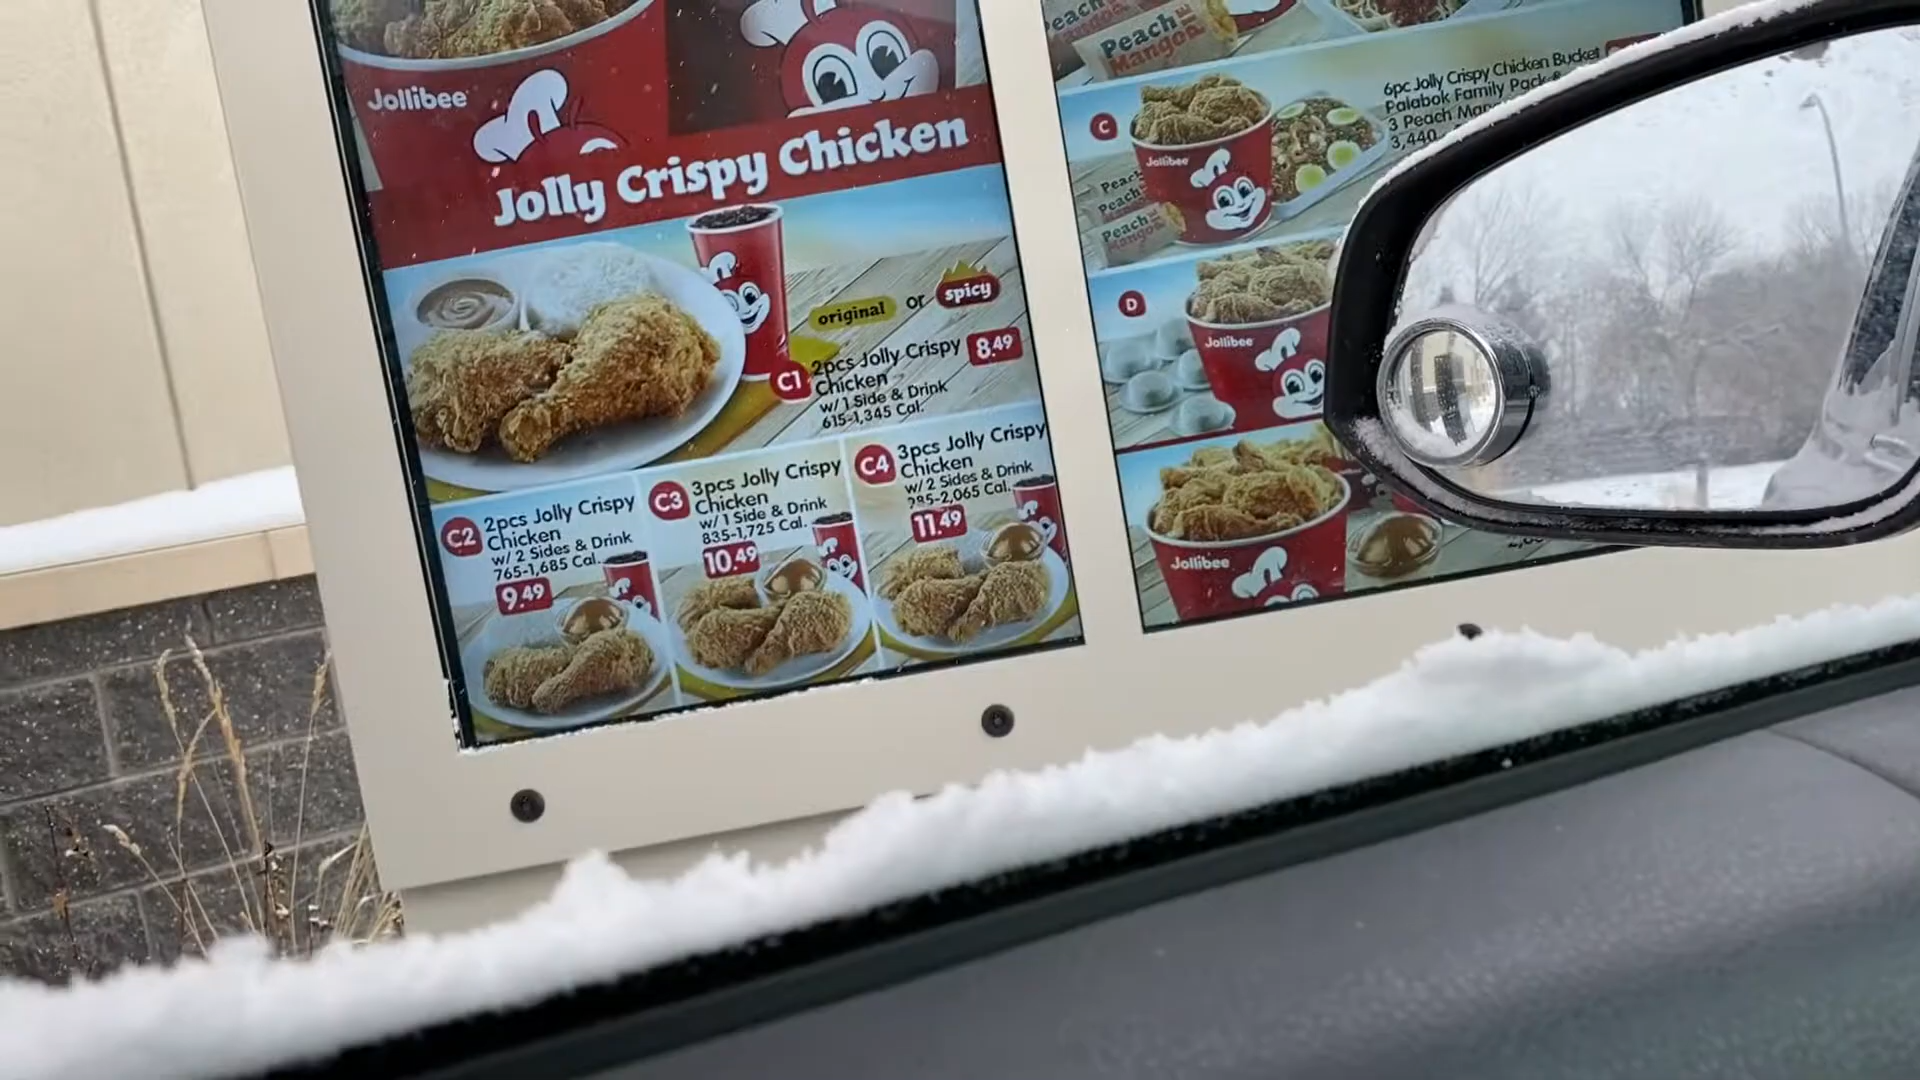 Jollibee
Jolly Crispy Chicken
original or spicy
C1
2pcs Jolly Crispy
Chicken
w/ 1 Side & Drink
615-1,345 Cal.
8.49
C2
2pcs Jolly Crispy
Chicken
w/ 2 Sides & Drink
765-1,685 Cal.
9.49
C3
3pcs Jolly Crispy
Chicken
w/ 1 Side & Drink
835-1,725 Cal.
10.49
C4
3pcs Jolly Crispy
Chicken
w/ 2 Sides & Drink
985-2,065 Cal.
11.49
Peach
Peach
Mango
C
6pc Jolly Crispy Chicken Bucket
Palabok Family Pack &
3 Peach
3,440
Jollibee
Peach
Peach
Peach
Mango
D
Jollibee
Jollibee